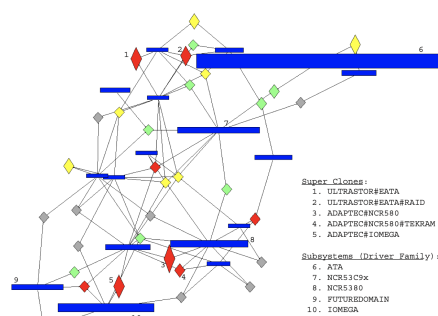 1
2
6
7
Super Clones:
1. ULTRASTOR#EATA
2. ULTRASTOR#EATA#RAID
3. ADAPTEC#NCR580
4. ADAPTEC#NCR580#TEKRAM
5. ADAPTEC#IOMEGA
8
3
4
Subsystems (Driver Family):
6. ATA
7. NCR53C9x
8. NCR5380
9. FUTUREDOMAIN
10. IOMEGA
9
5